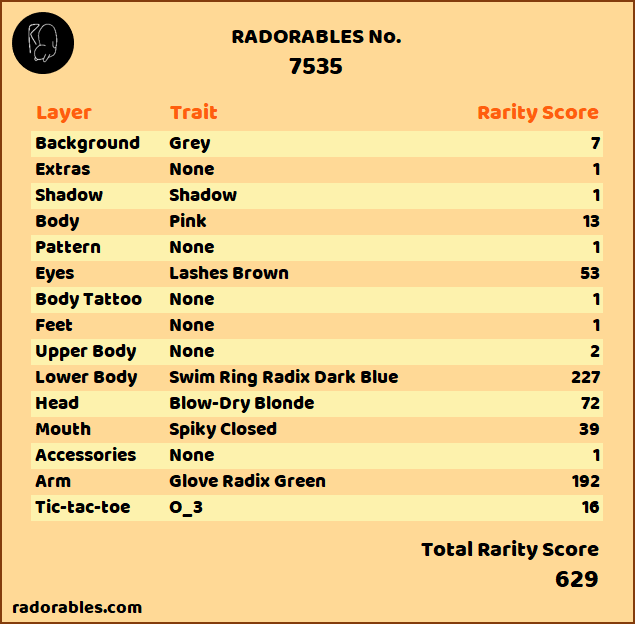 RADORABLES No.
7535
Layer Trait Rarity Score
Background Grey 7
Extras None 1
Shadow Shadow 1
Body Pink 13
Pattern None 1
Eyes Lashes Brown 53
Body Tattoo None 1
Feet None 1
Upper Body None 2
Lower Body Swim Ring Radix Dark Blue 227
Head Blow-Dry Blonde 72
Mouth Spiky Closed 39
Accessories None 1
Arm Glove Radix Green 192
Tic-tac-toe O_3 16
Total Rarity Score
629
radorables.com